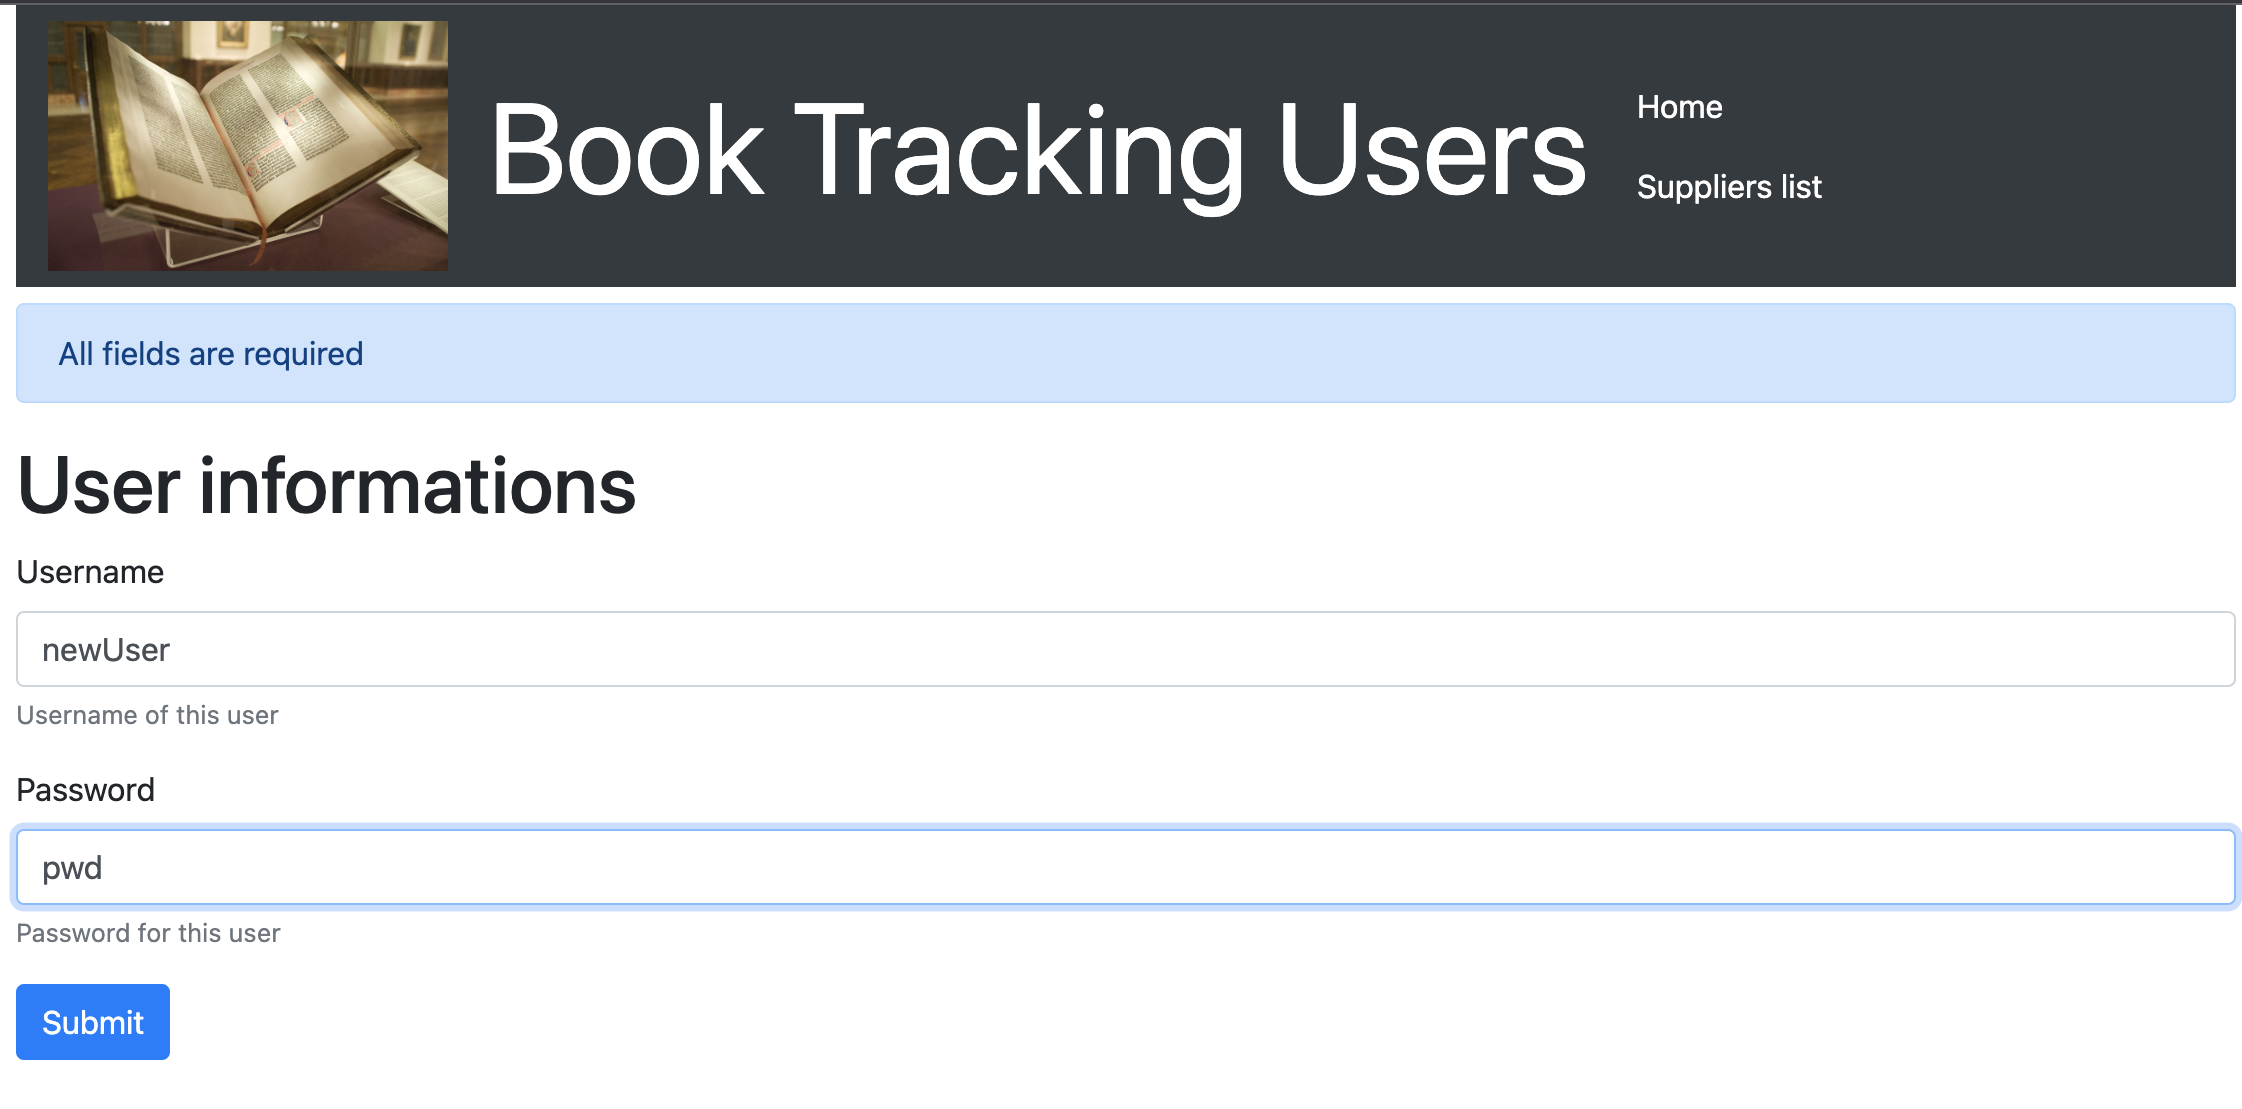 Book Tracking Users
Home
Suppliers list
All fields are required
User informations
Username
newUser
Username of this user
Password
pwd
Password for this user
Submit